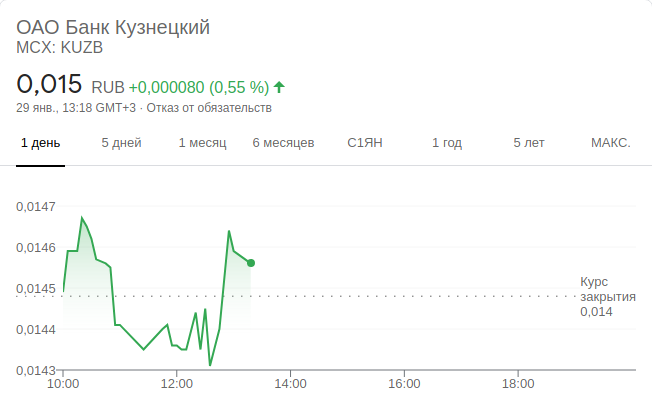 ОАО Банк Кузнецкий
MCX: KUZB
0,015 RUB +0,000080 (0,55 %)
29 янв., 13:18 GMT+3 · Отказ от обязательств
1 день 5 дней 1 месяц 6 месяцев С1ЯН 1 год 5 лет МАКС.
0,0147
0,0146
0,0145
0,0144
0,0143
Курс
закрытия
0,014
10:00 12:00 14:00 16:00 18:00